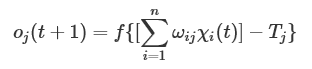 o_j(t + 1) = f{[∑_{i=1}^{n} ω_{ij}χ_i(t)] − T_j}